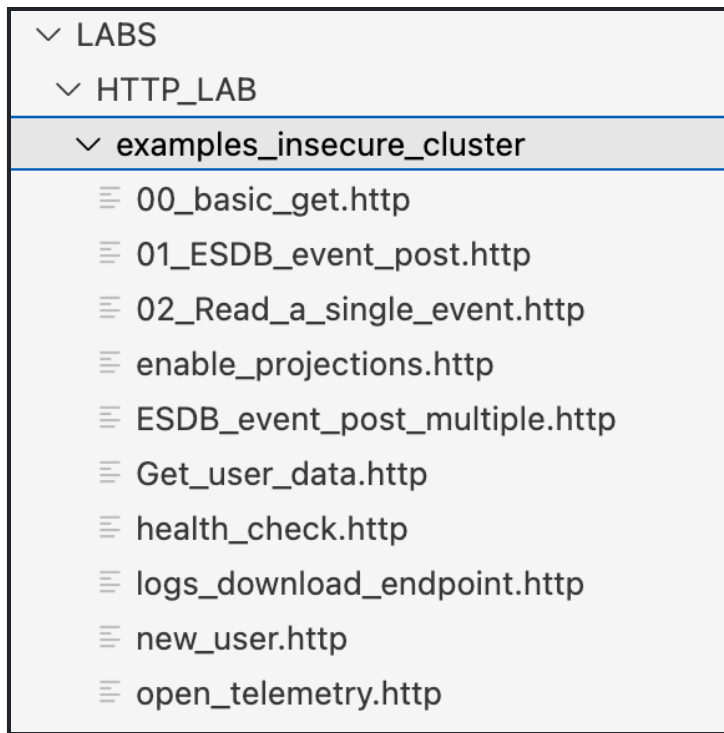 LABS
HTTP_LAB
examples_insecure_cluster
00_basic_get.http
01_ESDB_event_post.http
02_Read_a_single_event.http
enable_projections.http
ESDB_event_post_multiple.http
Get_user_data.http
health_check.http
logs_download_endpoint.http
new_user.http
open_telemetry.http